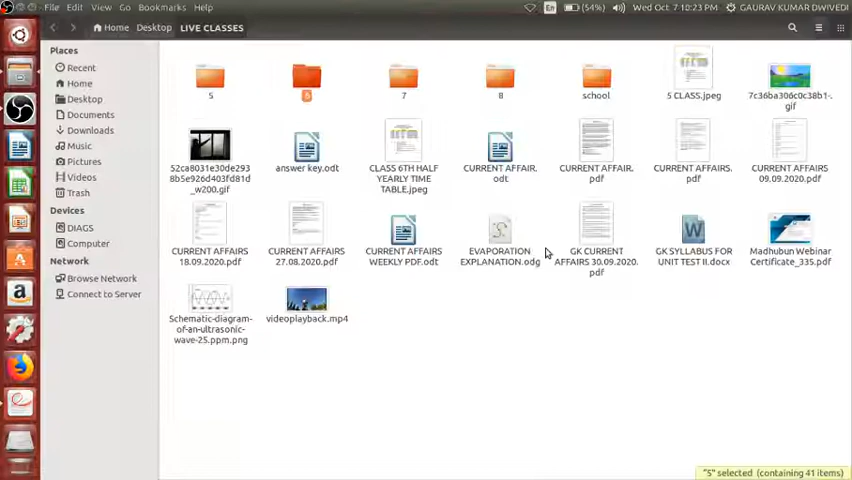 File Edit View Go Bookmarks Help
En (54%) Wed Oct 7 10:23 PM GAURAV KUMAR DWIVEDI
Home Desktop LIVE CLASSES
Places
Recent
Home
Desktop
Documents
Downloads
Music
Pictures
Videos
Trash
Devices
DIAGS
Computer
Network
Browse Network
Connect to Server
5
7
8
school
5 CLASS.jpeg
7c36ba306c0c38b1-.
gif
52ca8031e30de293
8b5e926d403fd81d
_w200.gif
answer key.odt
CLASS 6TH HALF
YEARLY TIME
TABLE.jpeg
CURRENT AFFAIR.
odt
CURRENT AFFAIR.
pdf
CURRENT AFFAIRS.
pdf
CURRENT AFFAIRS
09.09.2020.pdf
CURRENT AFFAIRS
18.09.2020.pdf
CURRENT AFFAIRS
27.08.2020.pdf
CURRENT AFFAIRS
WEEKLY PDF.odt
EVAPORATION
EXPLANATION.odg
GK CURRENT
AFFAIRS 30.09.2020.
pdf
GK SYLLABUS FOR
UNIT TEST II.docx
Madhubun Webinar
Certificate_335.pdf
Schematic-diagram-
of-an-ultrasonic-
wave-25.ppm.png
videoplayback.mp4
"5" selected (containing 41 items)